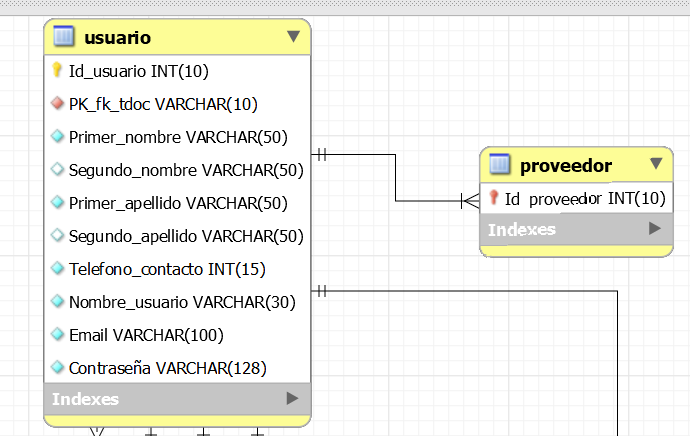 usuario
Id_usuario INT(10)
PK_fk_tdoc VARCHAR(10)
Primer_nombre VARCHAR(50)
Segundo_nombre VARCHAR(50)
Primer_apellido VARCHAR(50)
Segundo_apellido VARCHAR(50)
Telefono_contacto INT(15)
Nombre_usuario VARCHAR(30)
Email VARCHAR(100)
Contraseña VARCHAR(128)
Indexes
proveedor
Id_proveedor INT(10)
Indexes